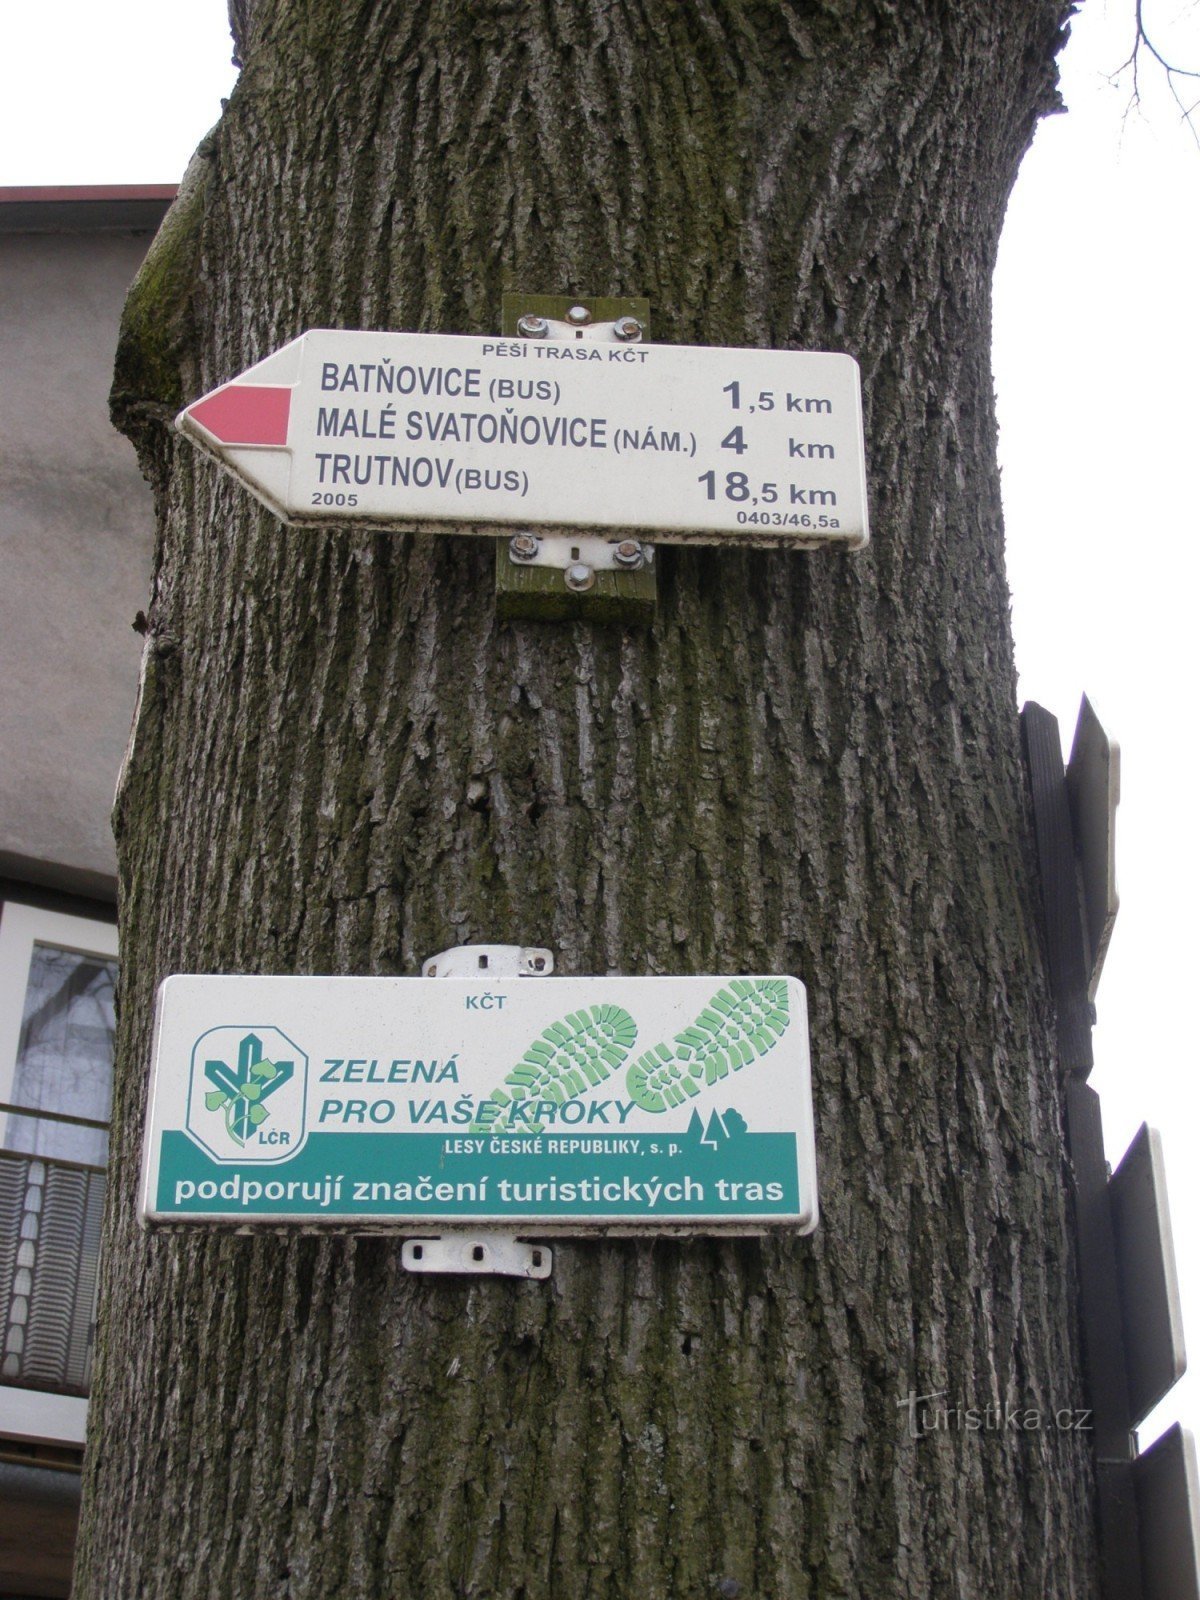 PĚŠÍ TRASA KČT
BATŇOVICE (BUS) 1,5 km
MALÉ SVATOŇOVICE (NÁM.) 4 km
TRUTNOV (BUS) 18,5 km
2005 0403/46,5a
KČT
ZELENÁ
PRO VAŠE KROKY
LČR
LESY ČESKÉ REPUBLIKY, s. p.
podporují značení turistických tras
Turistika.cz